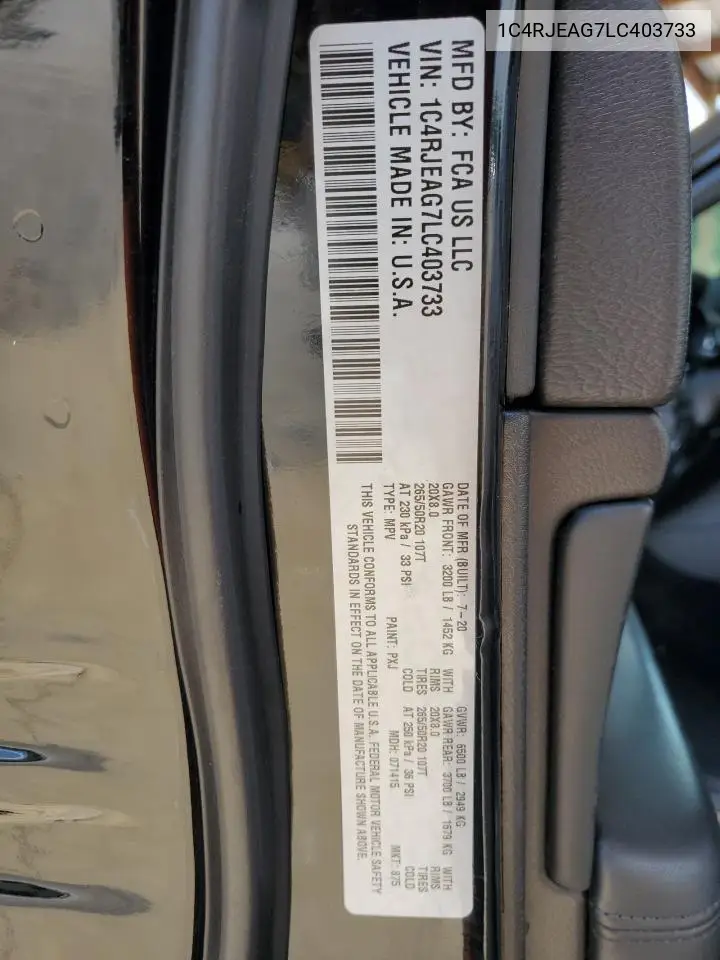 1C4RJEAG7LC403733
MFD BY: FCA US LLC
VIN: 1C4RJEAG7LC403733
VEHICLE MADE IN: U.S.A.
DATE OF MFR (BUILT): 7-20 GVWR: 6500 LB / 2949 KG
GAWR FRONT: 3200 LB / 1452 KG WITH GAWR REAR: 3700 LB / 1679 KG WITH
20X8.0 RIMS 20X8.0 RIMS
265/50R20 107T TIRES 265/50R20 107T TIRES
AT 230 kPa / 33 PSI COLD AT 250 kPa / 36 PSI COLD
TYPE: MPV PAINT: PXJ MDH: 071415 MKT: 875
THIS VEHICLE CONFORMS TO ALL APPLICABLE U.S.A. FEDERAL MOTOR VEHICLE SAFETY
STANDARDS IN EFFECT ON THE DATE OF MANUFACTURE SHOWN ABOVE.